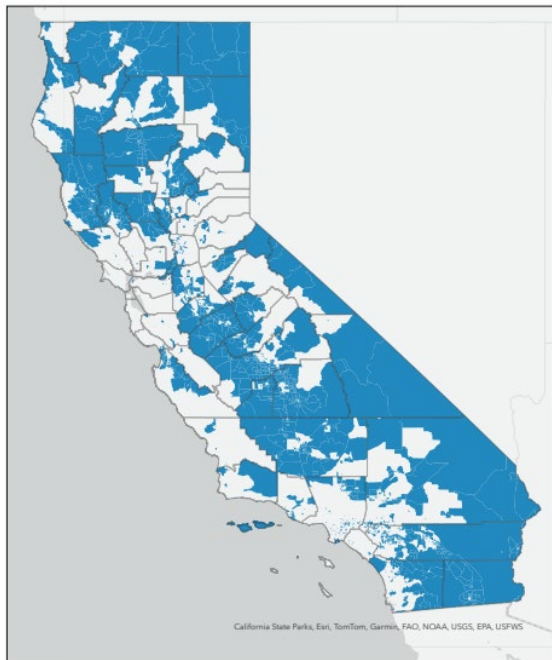 California State Parks, Esri, TomTom, Garmin, FAO, NOAA, USGS, EPA, USFWS